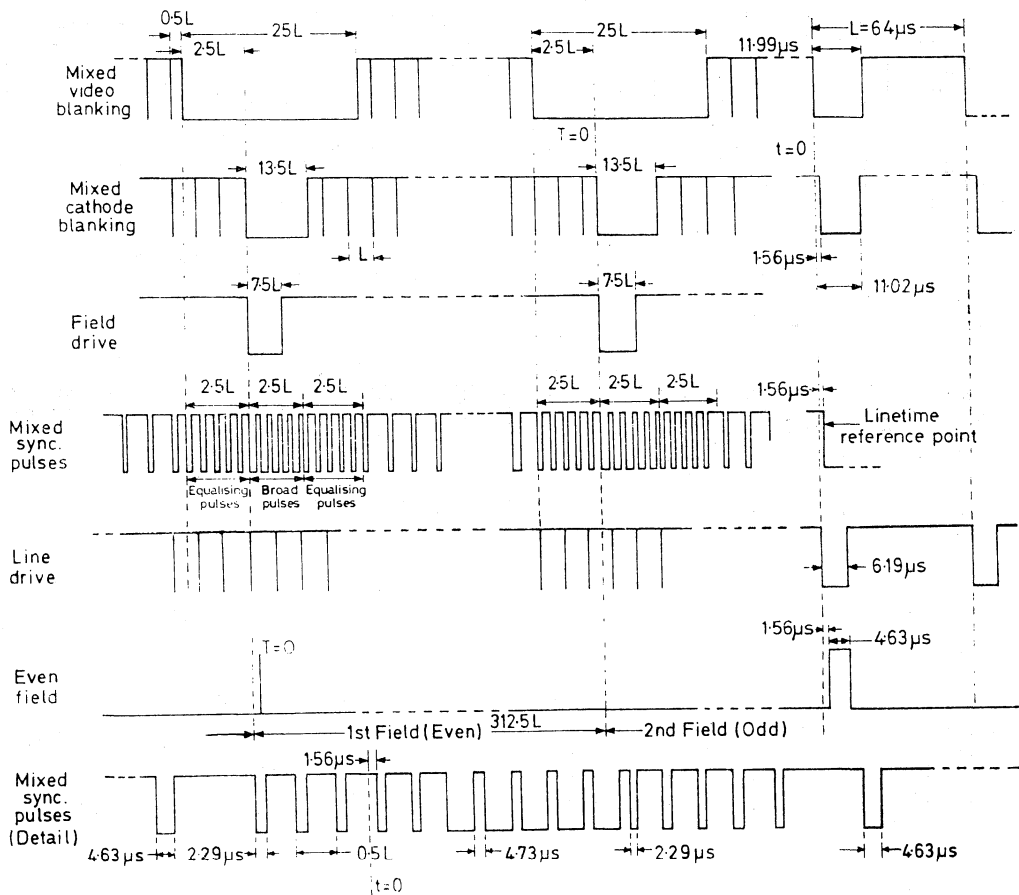 0·5L
25L
2·5L
25L
2·5L
L=64µs
11·99µs
Mixed
video
blanking
T=0
t=0
13·5L
13·5L
Mixed
cathode
blanking
L
1·56µs
11·02µs
7·5L
7·5L
Field
drive
2·5L
2·5L
2·5L
2·5L
2·5L
2·5L
1·56µs
Mixed
sync.
pulses
Linetime
reference point
Equalising
pulses
Broad
pulses
Equalising
pulses
Line
drive
6·19µs
1·56µs
4·63µs
T=0
Even
field
312·5L
1st Field (Even)
2nd Field (Odd)
1·56µs
Mixed
sync.
pulses
(Detail)
4·63µs
2·29µs
0·5L
4·73µs
2·29µs
4·63µs
t=0